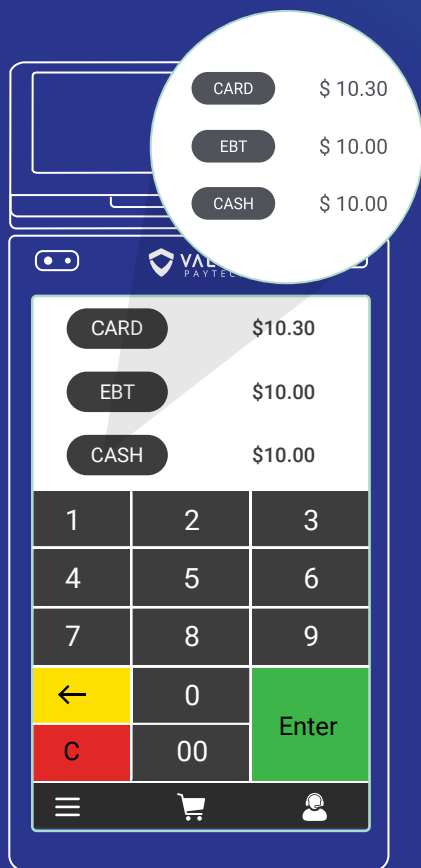 CARD $ 10.30
EBT $ 10.00
CASH $ 10.00
PAYTEC
CARD $10.30
EBT $10.00
CASH $10.00
1 2 3
4 5 6
7 8 9
0
Enter
C 00